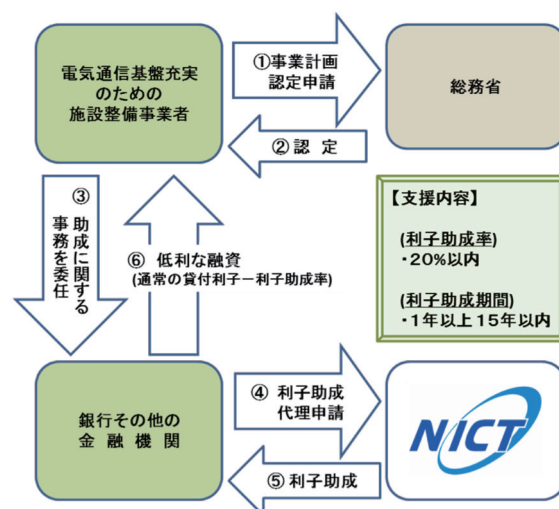 電気通信基盤充実
のための
施設整備事業者
①事業計画
認定申請
総務省
②認定
③助成に関する
事務を委任
⑥ 低利な融資
(通常の貸付利子－利子助成率)
【支援内容】
(利子助成率)
・20%以内
(利子助成期間)
・1年以上15年以内
銀行その他の
金融機関
④ 利子助成
代理申請
⑤利子助成
NICT